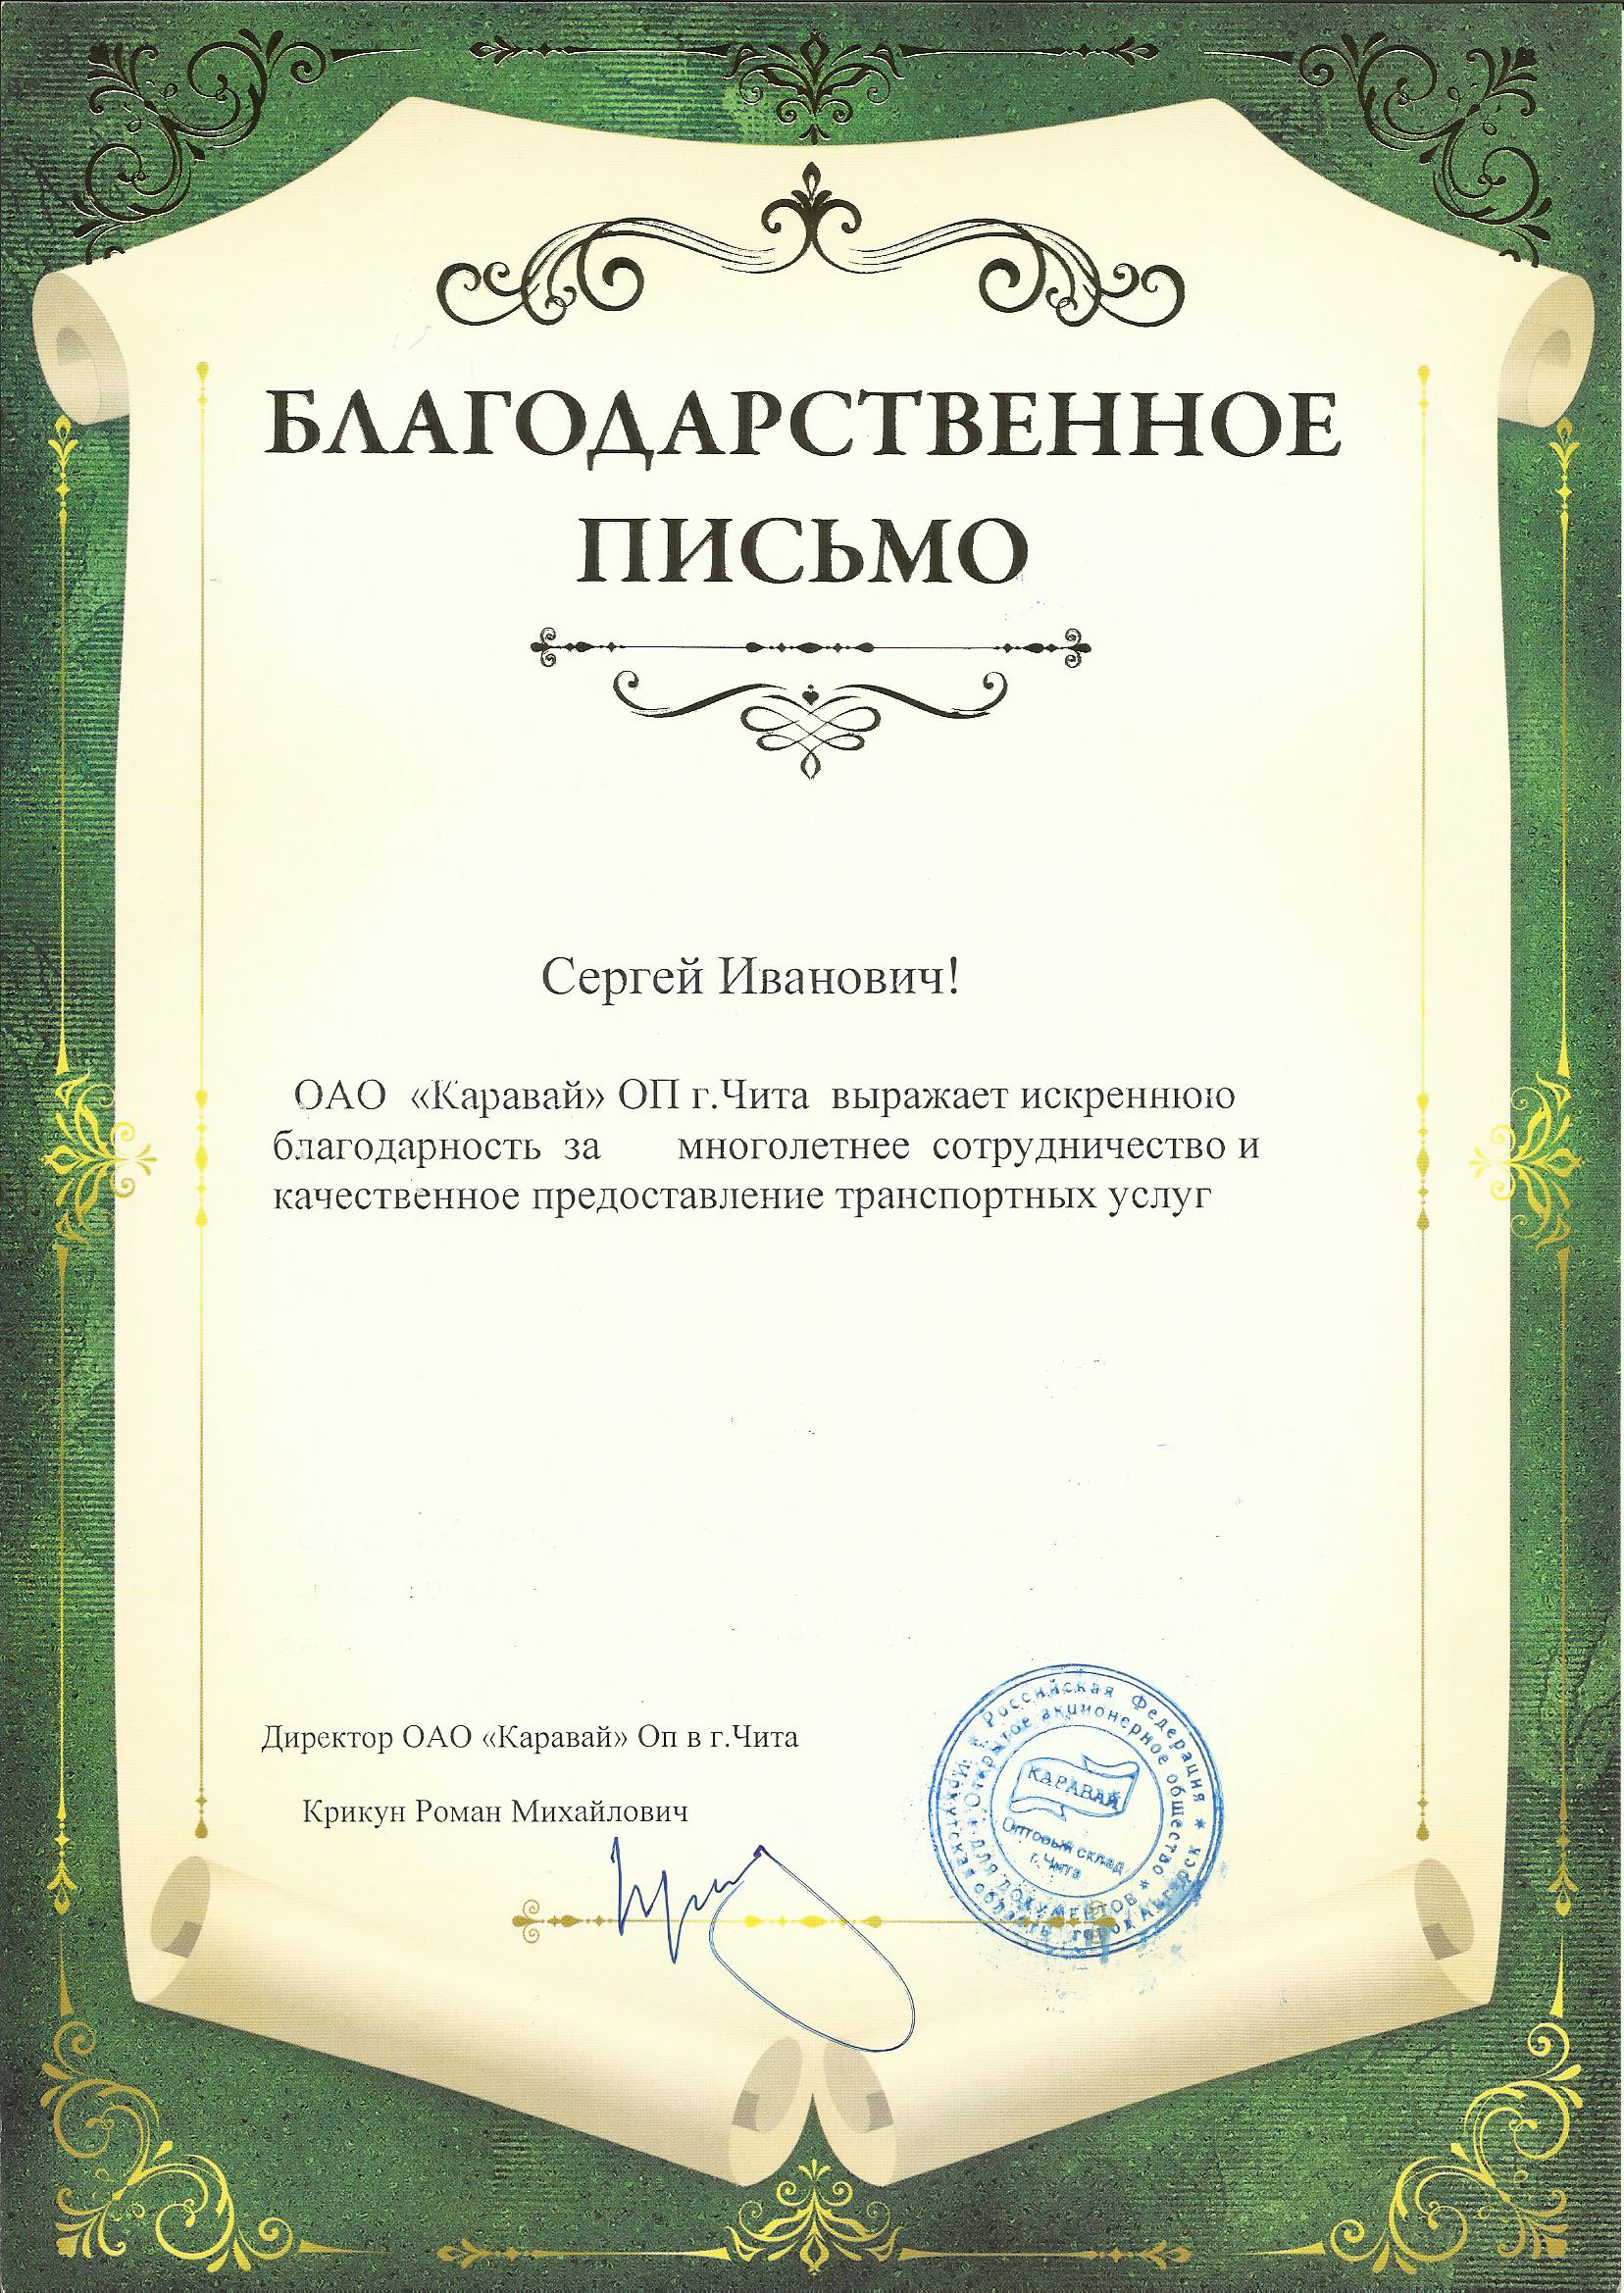 БЛАГОДАРСТВЕННОЕ
ПИСЬМО
Сергей Иванович!
ОАО «Каравай» ОП г.Чита выражает искреннюю
благодарность за многолетнее сотрудничество и
качественное предоставление транспортных услуг
Директор ОАО «Каравай» Оп в г.Чита
Крикун Роман Михайлович
Российская Федерация * Иркутская область город Ангарск *
Открытое акционерное общество * ДЛЯ ДОКУМЕНТОВ *
КАРАВАЙ
Оптовый склад
г. Чита